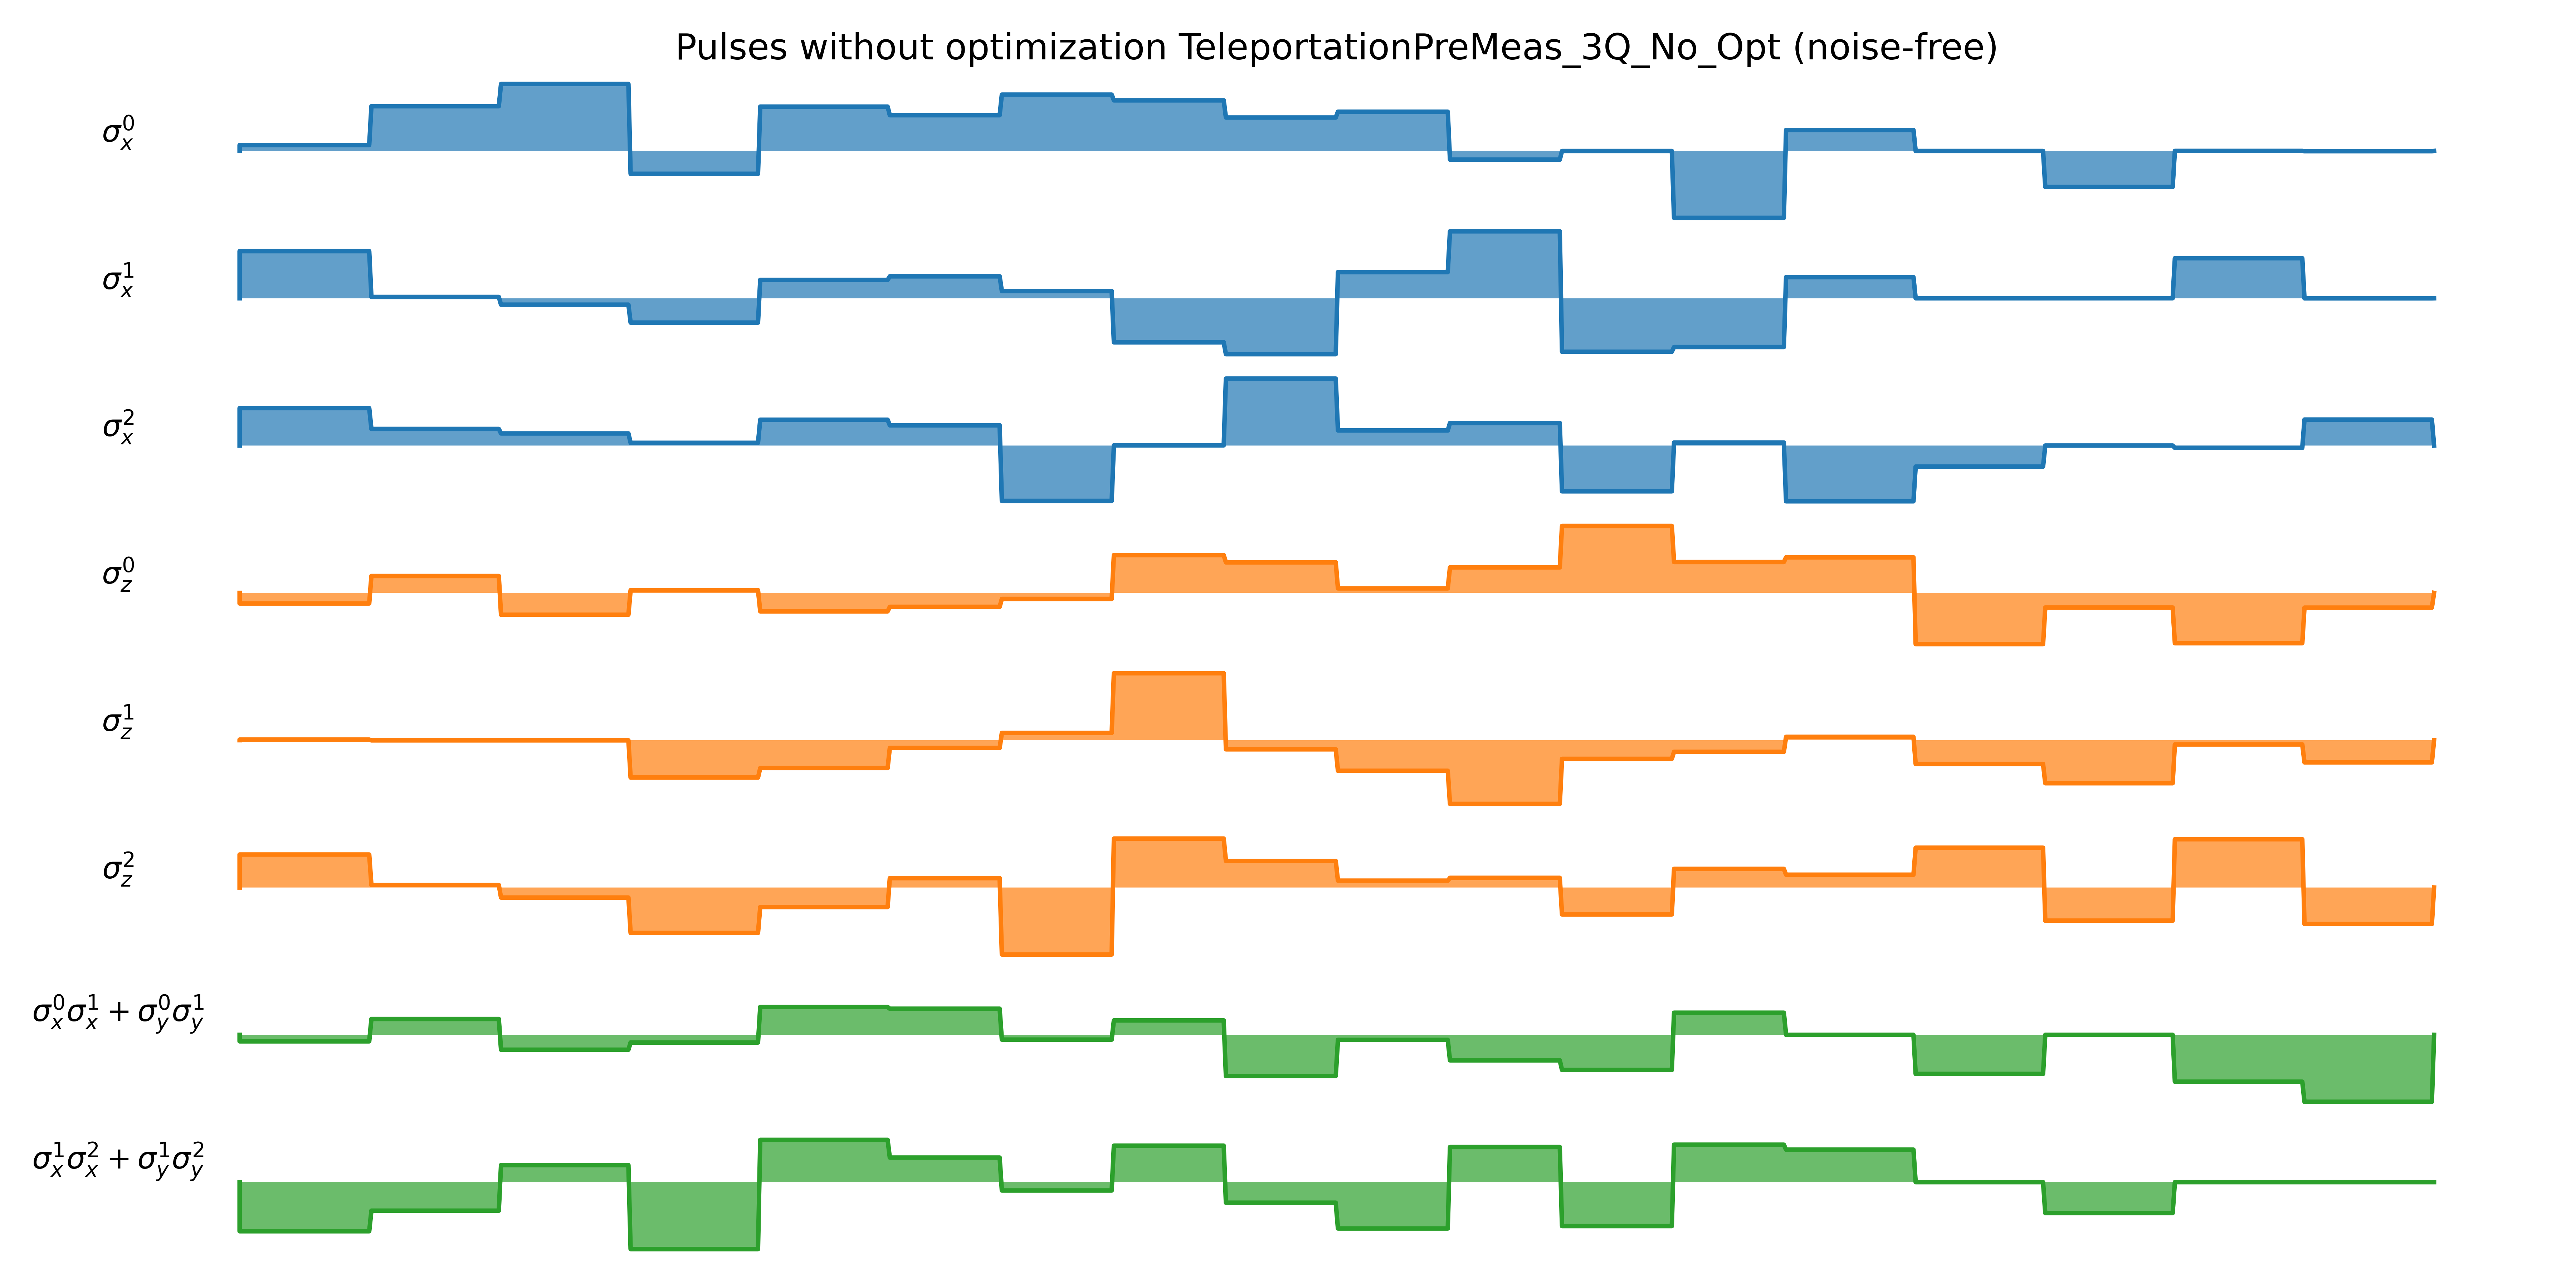 Pulses without optimization TeleportationPreMeas_3Q_No_Opt (noise-free)
σ_x^0
σ_x^1
σ_x^2
σ_z^0
σ_z^1
σ_z^2
σ_x^0σ_x^1 + σ_y^0σ_y^1
σ_x^1σ_x^2 + σ_y^1σ_y^2